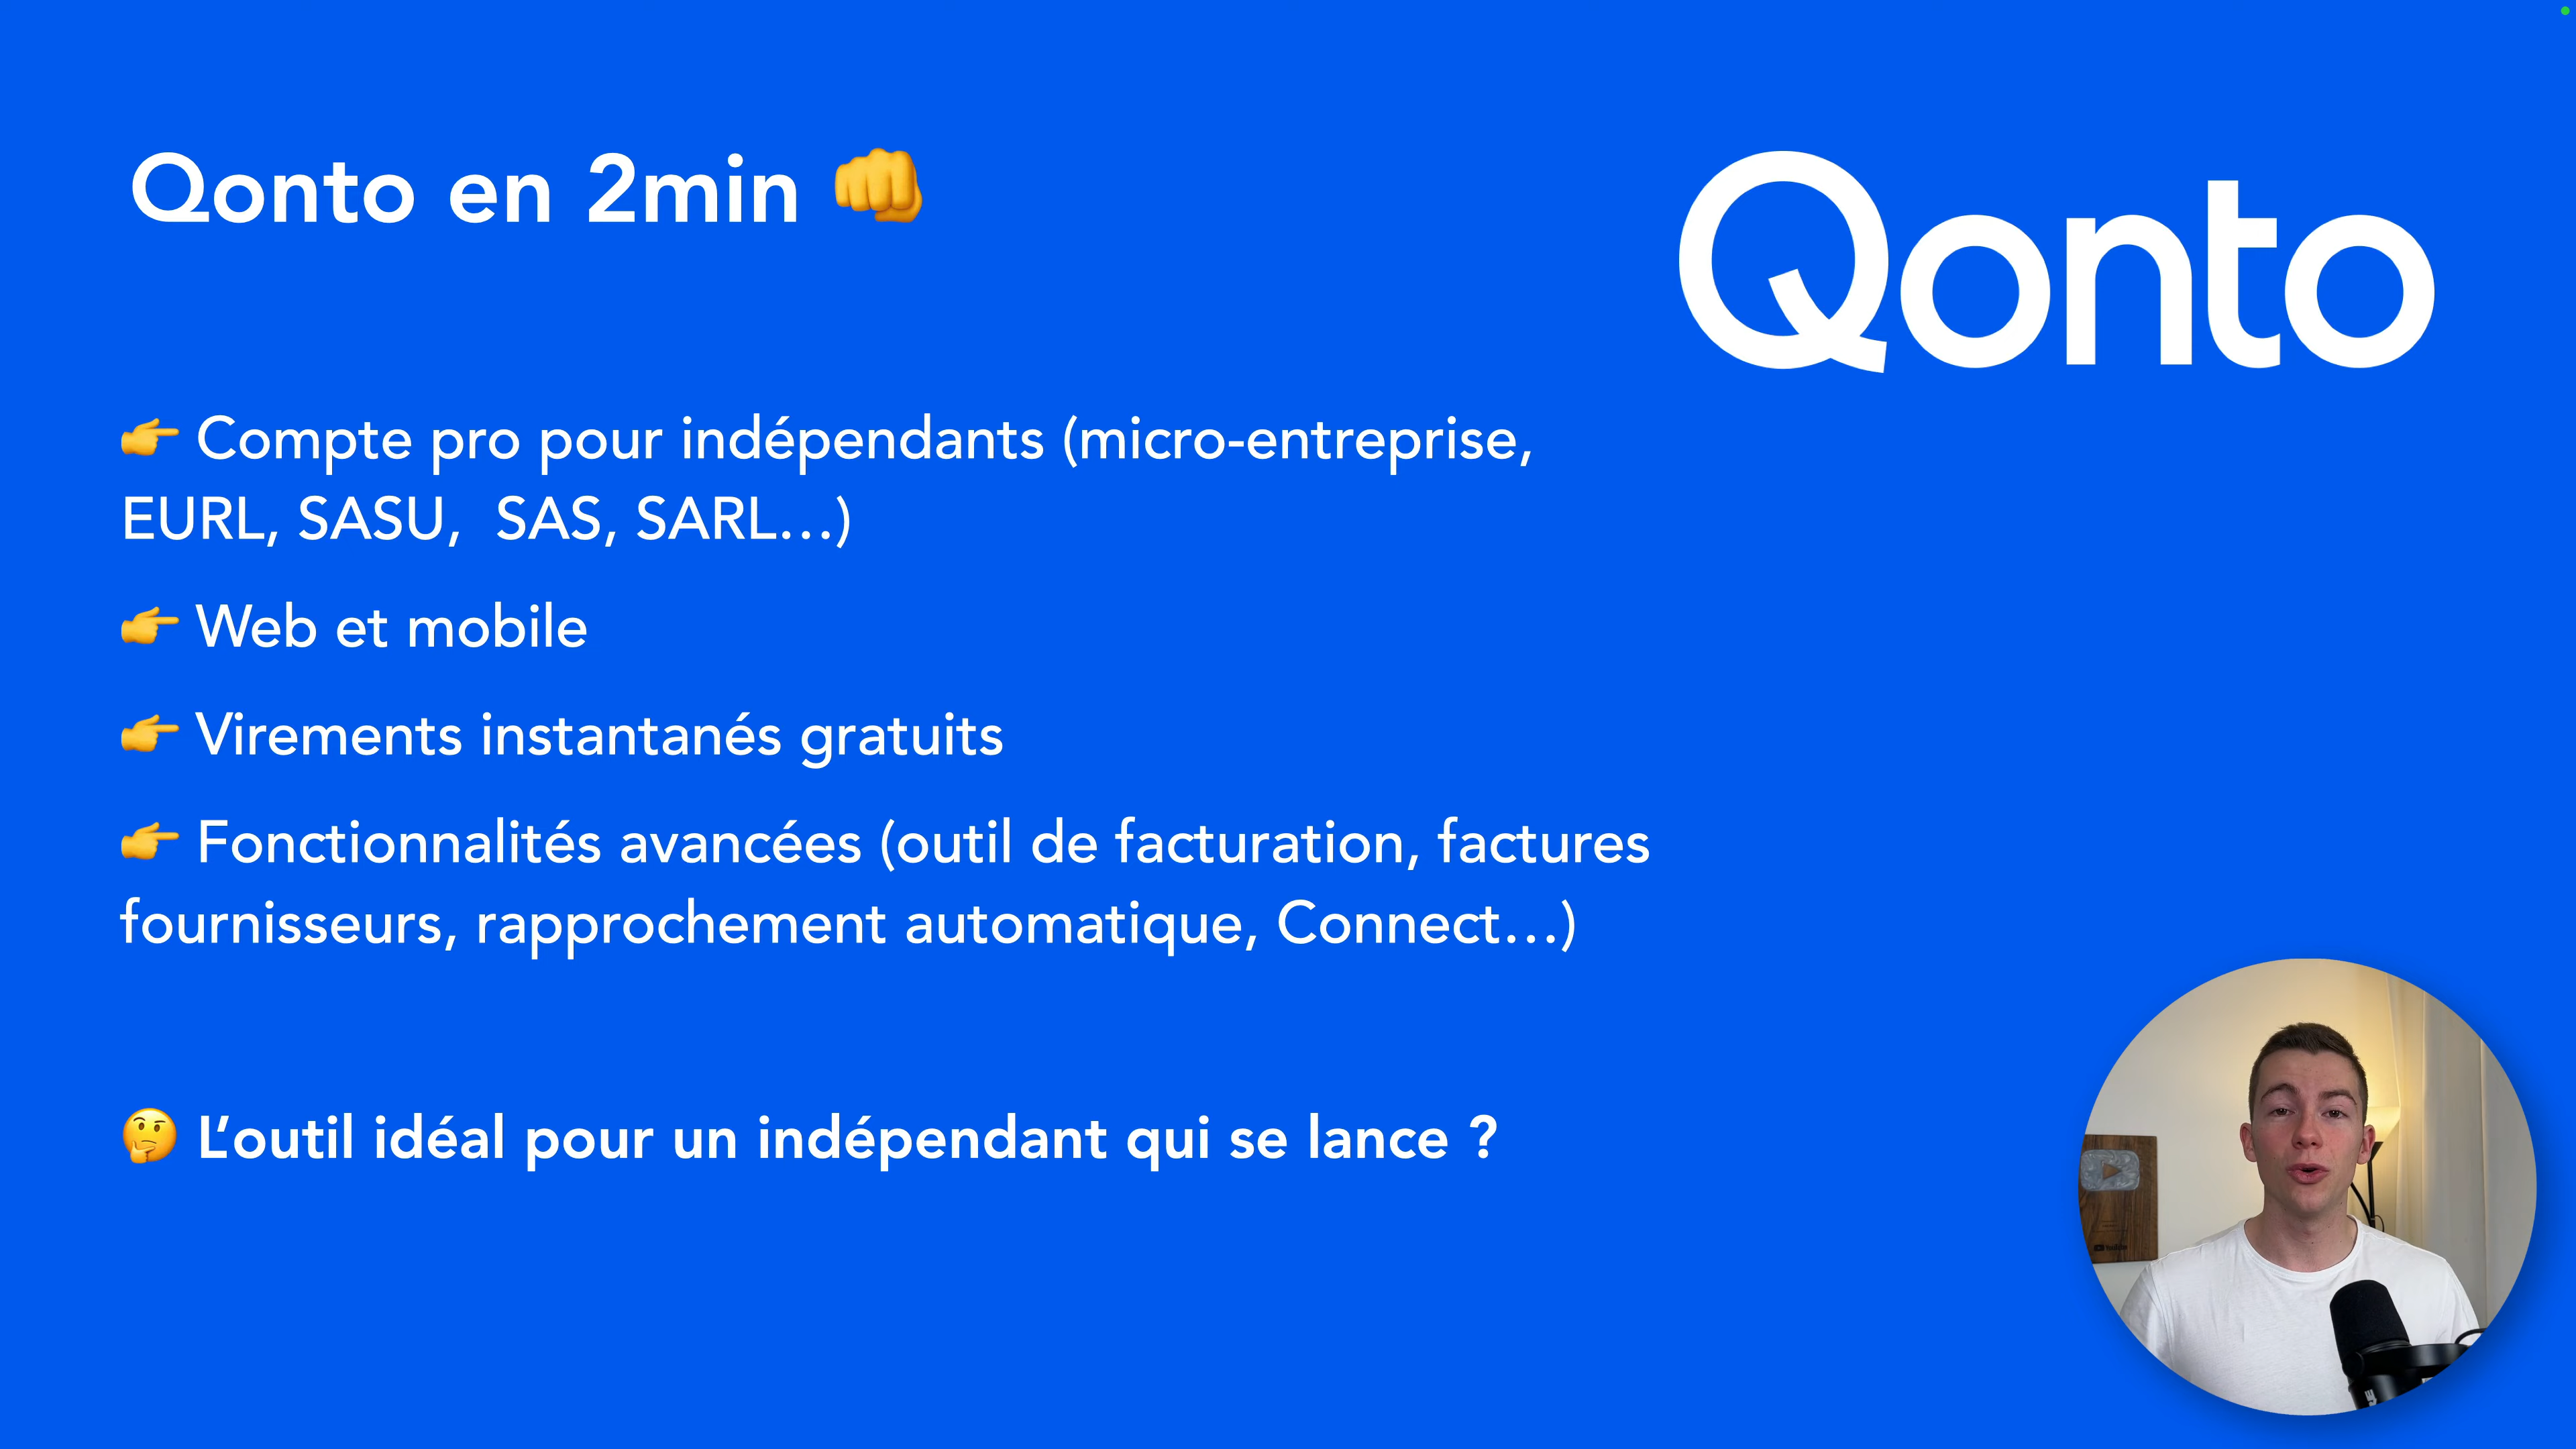 Qonto en 2min 👊
Qonto
👉 Compte pro pour indépendants (micro-entreprise,
EURL, SASU,  SAS, SARL…)
👉 Web et mobile
👉 Virements instantanés gratuits
👉 Fonctionnalités avancées (outil de facturation, factures
fournisseurs, rapprochement automatique, Connect…)
🤔 L’outil idéal pour un indépendant qui se lance ?